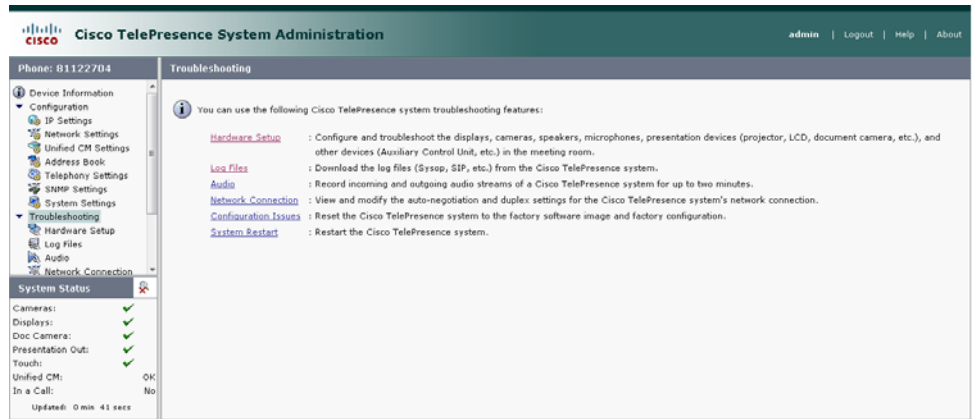 CISCO
Cisco TelePresence System Administration
admin | Logout | Help | About
Phone: 81122704
Device Information
Configuration
IP Settings
Network Settings
Unified CM Settings
Address Book
Telephony Settings
SNMP Settings
System Settings
Troubleshooting
Hardware Setup
Log Files
Audio
Network Connection
System Status
Cameras:
Displays:
Doc Camera:
Presentation Out:
Touch:
Unified CM: OK
In a Call: No
Updated: 0 min 41 secs
Troubleshooting
You can use the following Cisco TelePresence system troubleshooting features:
Hardware Setup : Configure and troubleshoot the displays, cameras, speakers, microphones, presentation devices (projector, LCD, document camera, etc.), and
other devices (Auxiliary Control Unit, etc.) in the meeting room.
Log Files : Download the log files (Sysop, SIP, etc.) from the Cisco TelePresence system.
Audio : Record incoming and outgoing audio streams of a Cisco TelePresence system for up to two minutes.
Network Connection : View and modify the auto-negotiation and duplex settings for the Cisco TelePresence system's network connection.
Configuration Issues : Reset the Cisco TelePresence system to the factory software image and factory configuration.
System Restart : Restart the Cisco TelePresence system.